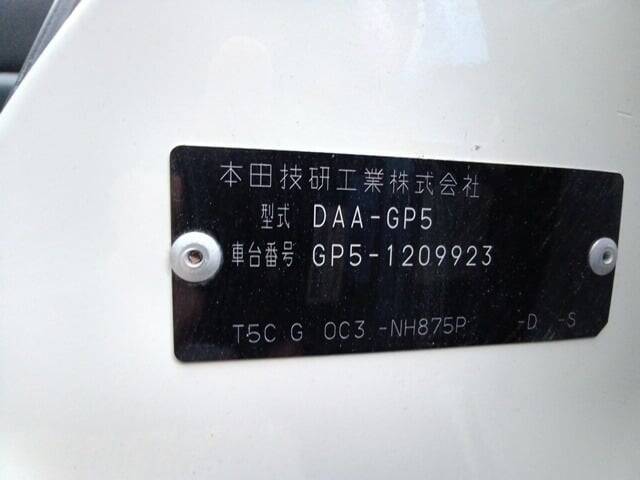 本田技研工業株式会社
型式 DAA-GP5
車台番号 GP5-1209923
T5C G 0C3 -NH875P -D -S